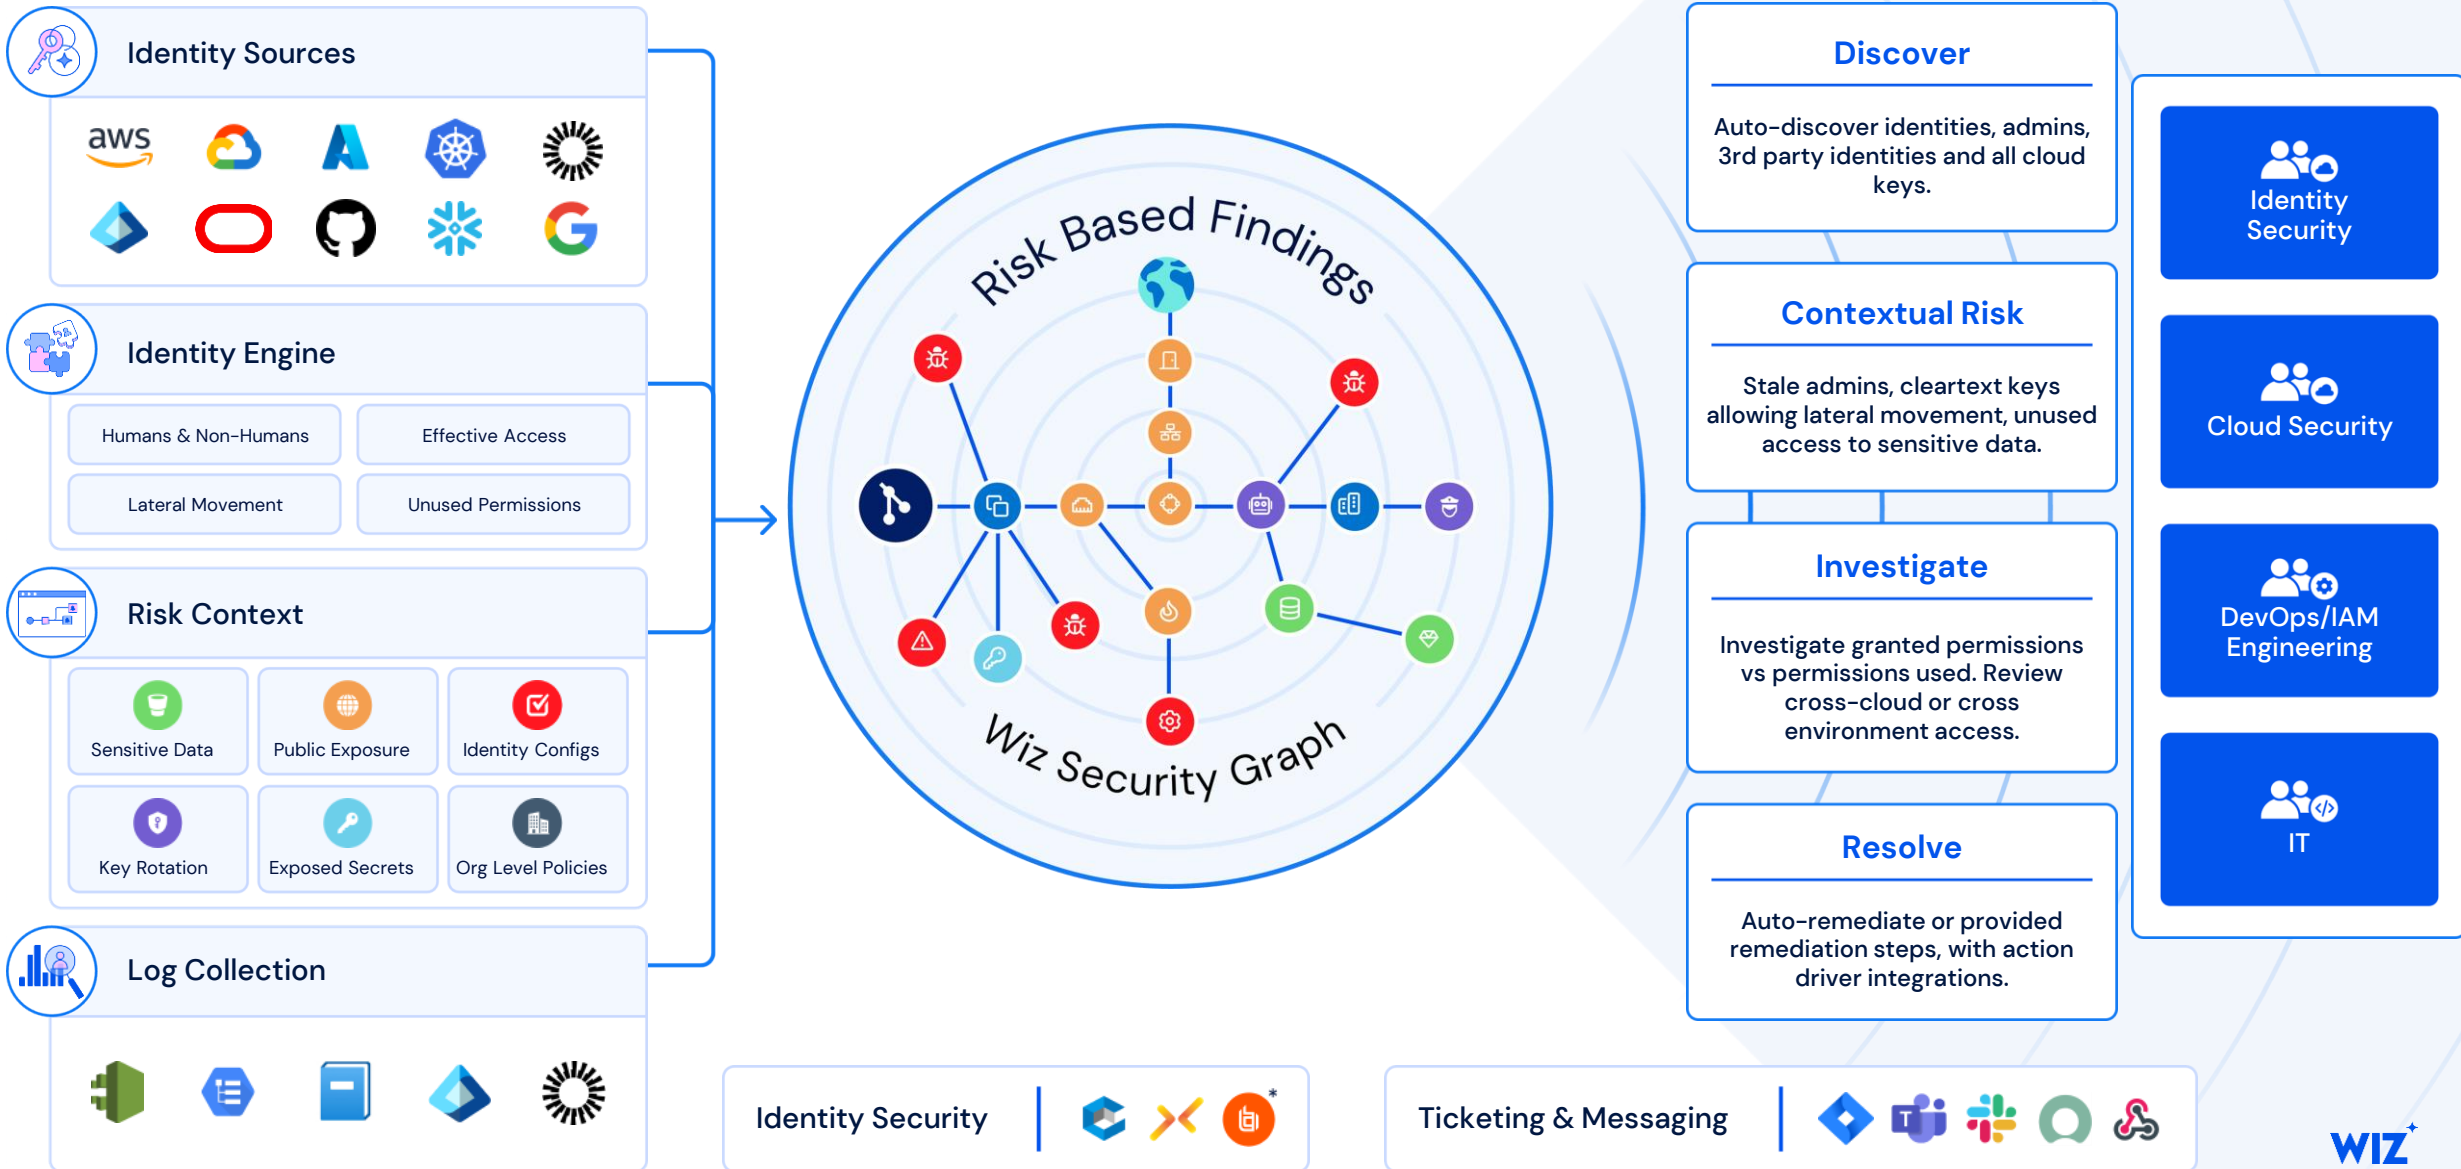 Identity Sources
aws
Identity Engine
Humans & Non-Humans
Effective Access
Lateral Movement
Unused Permissions
Risk Context
Sensitive Data
Public Exposure
Identity Configs
Key Rotation
Exposed Secrets
Org Level Policies
Log Collection
Risk Based Findings
Wiz Security Graph
Identity Security
*
Ticketing & Messaging
T
Discover
Auto-discover identities, admins,
3rd party identities and all cloud
keys.
Contextual Risk
Stale admins, cleartext keys
allowing lateral movement, unused
access to sensitive data.
Investigate
Investigate granted permissions
vs permissions used. Review
cross-cloud or cross
environment access.
Resolve
Auto-remediate or provided
remediation steps, with action
driver integrations.
Identity
Security
Cloud Security
DevOps/IAM
Engineering
IT
WIZ